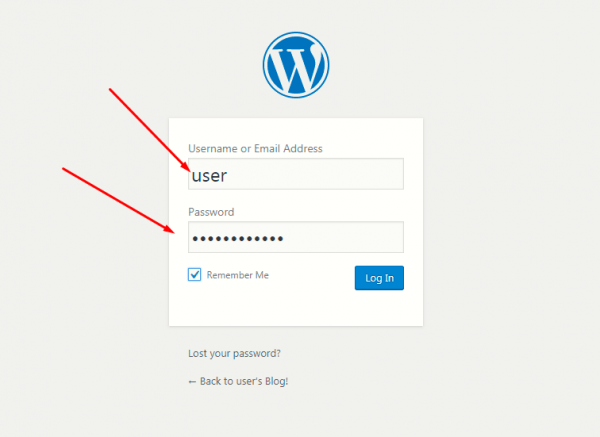 Username or Email Address
user
Password
••••••••••••
Remember Me
Log In
Lost your password?
← Back to user's Blog!